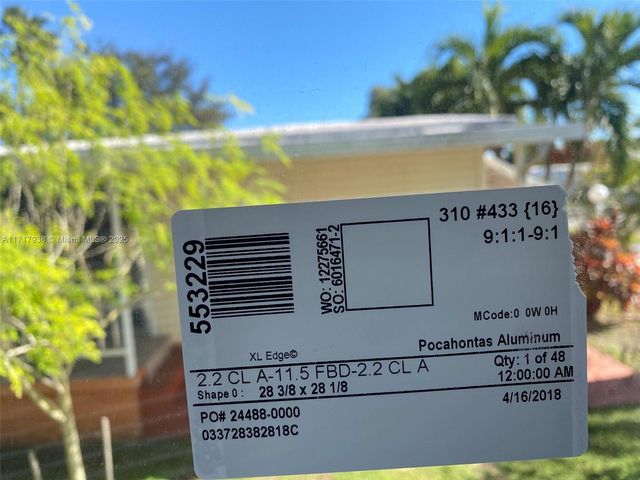 310 #433 {16}
9:1:1-9:1
553229
WO: 12275661
SO: 6016471-2
MCode:0 0W 0H
XL Edge©
Pocahontas Aluminum
2.2 CL A-11.5 FBD-2.2 CL A
Qty: 1 of 48
Shape 0 : 28 3/8 x 28 1/8
12:00:00 AM
4/16/2018
PO# 24488-0000
033728382818C
A11717938 © Miami MLS® 2025